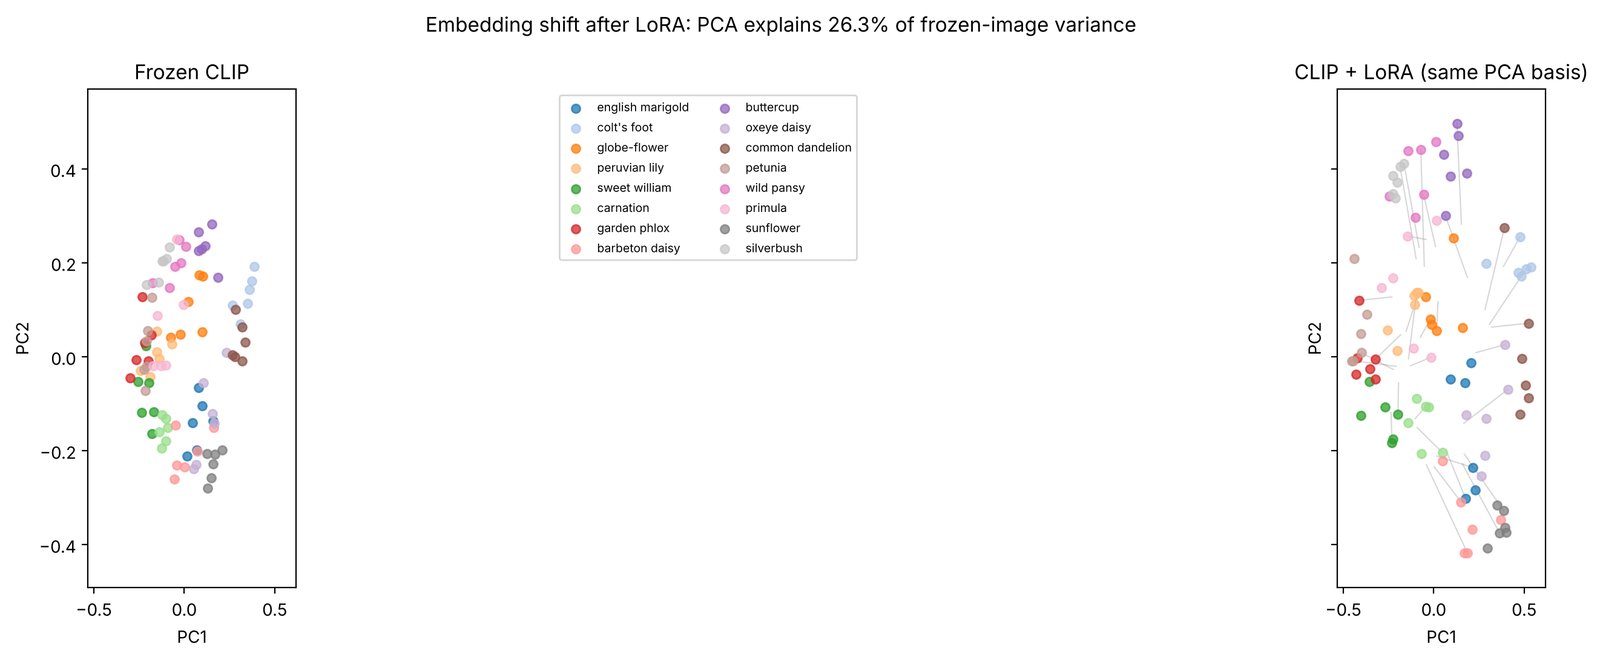 Embedding shift after LoRA: PCA explains 26.3% of frozen-image variance
Frozen CLIP
PC2
0.4
0.2
0.0
−0.2
−0.4
−0.5 0.0 0.5
PC1
english marigold
colt's foot
globe-flower
peruvian lily
sweet william
carnation
garden phlox
barbeton daisy
buttercup
oxeye daisy
common dandelion
petunia
wild pansy
primula
sunflower
silverbush
CLIP + LoRA (same PCA basis)
PC2
−0.5 0.0 0.5
PC1